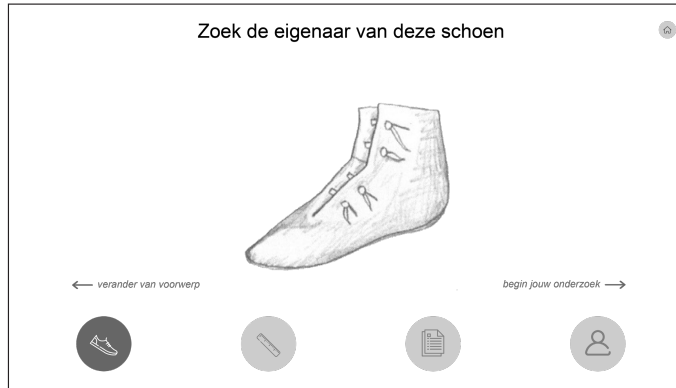 Zoek de eigenaar van deze schoen
verander van voorwerp
begin jouw onderzoek